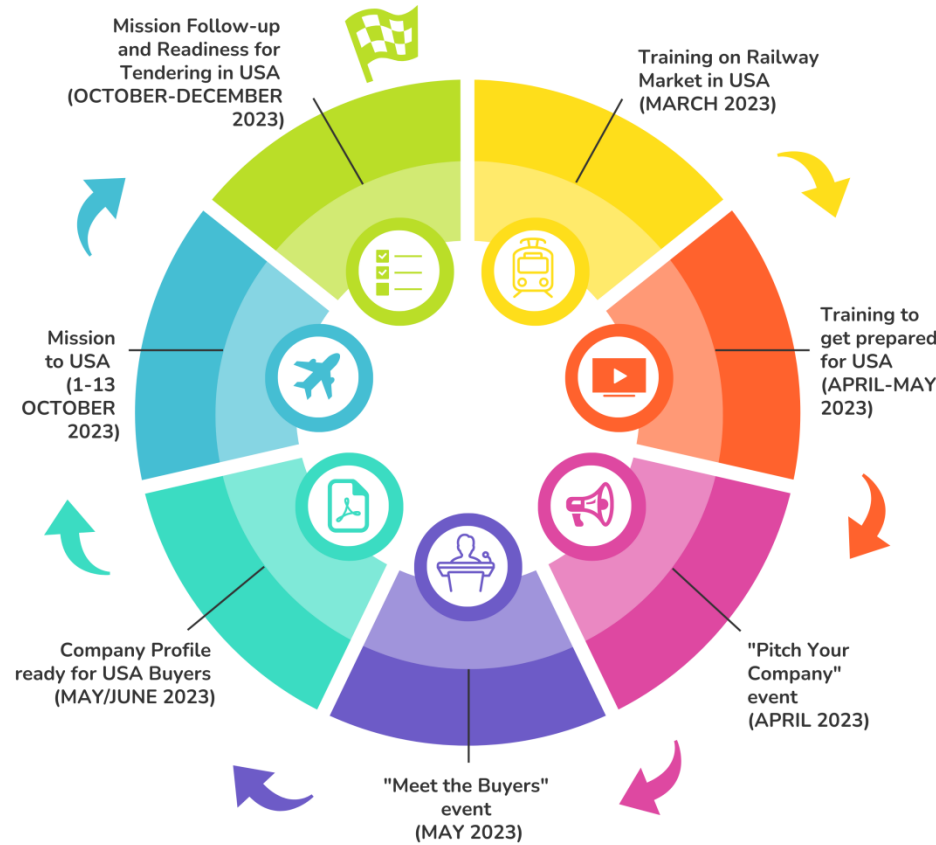 Mission Follow-up
and Readiness for
Tendering in USA
(OCTOBER-DECEMBER
2023)
Training on Railway
Market in USA
(MARCH 2023)
Training to
get prepared
for USA
(APRIL-MAY
2023)
"Pitch Your
Company"
event
(APRIL 2023)
"Meet the Buyers"
event
(MAY 2023)
Company Profile
ready for USA Buyers
(MAY/JUNE 2023)
Mission
to USA
(1-13
OCTOBER
2023)